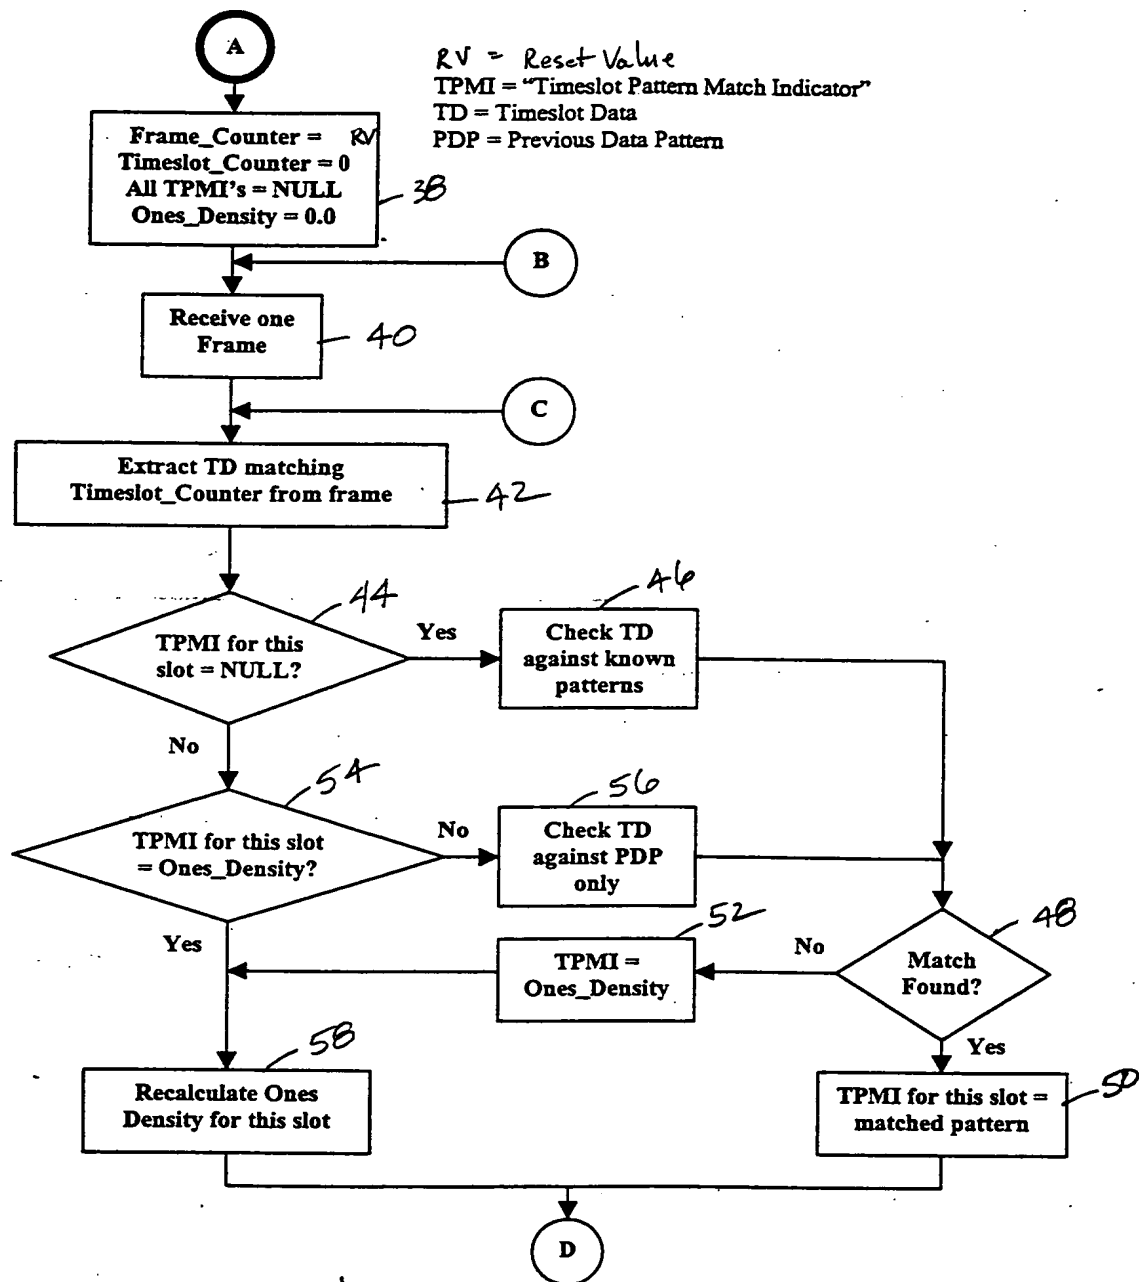 A
RV = Reset Value
TPMI = "Timeslot Pattern Match Indicator"
TD = Timeslot Data
PDP = Previous Data Pattern
Frame_Counter = RV
Timeslot_Counter = 0
All TPMI's = NULL
Ones_Density = 0.0
38
B
Receive one
Frame
40
C
Extract TD matching
Timeslot_Counter from frame
42
44
TPMI for this
slot = NULL?
Yes
46
Check TD
against known
patterns
No
54
TPMI for this slot
= Ones_Density?
No
56
Check TD
against PDP
only
Yes
52
TPMI =
Ones_Density
No
48
Match
Found?
Yes
58
Recalculate Ones
Density for this slot
50
TPMI for this slot =
matched pattern
D